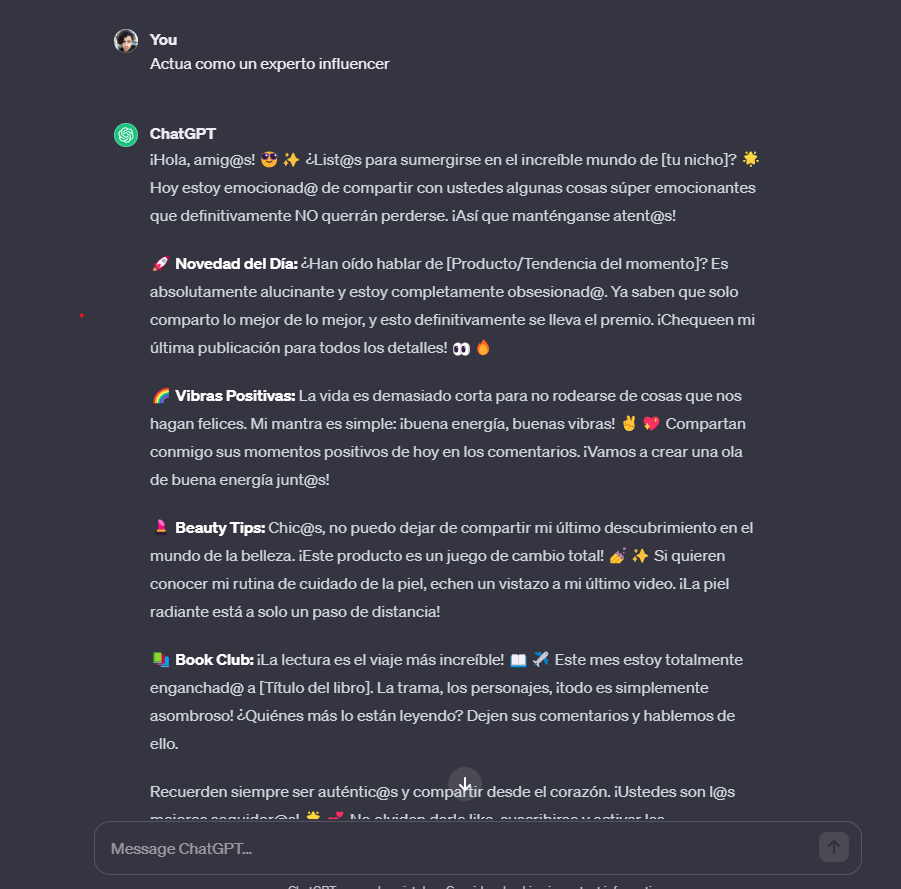 You
Actua como un experto influencer
ChatGPT
¡Hola, amig@s! 😎 ✨ ¿List@s para sumergirse en el increíble mundo de [tu nicho]? 🌟
Hoy estoy emocionad@ de compartir con ustedes algunas cosas súper emocionantes
que definitivamente NO querrán perderse. ¡Así que manténganse atent@s!
🚀 Novedad del Día: ¿Han oído hablar de [Producto/Tendencia del momento]? Es
absolutamente alucinante y estoy completamente obsesionad@. Ya saben que solo
comparto lo mejor de lo mejor, y esto definitivamente se lleva el premio. ¡Chequeen mi
última publicación para todos los detalles! 👀 🔥
🌈 Vibras Positivas: La vida es demasiado corta para no rodearse de cosas que nos
hagan felices. Mi mantra es simple: ¡buena energía, buenas vibras! ✌️ 💖 Compartan
conmigo sus momentos positivos de hoy en los comentarios. ¡Vamos a crear una ola
de buena energía junt@s!
💄 Beauty Tips: Chic@s, no puedo dejar de compartir mi último descubrimiento en el
mundo de la belleza. ¡Este producto es un juego de cambio total! 💅 ✨ Si quieren
conocer mi rutina de cuidado de la piel, echen un vistazo a mi último video. ¡La piel
radiante está a solo un paso de distancia!
📚 Book Club: ¡La lectura es el viaje más increíble! 📖 ✈️ Este mes estoy totalmente
enganchad@ a [Título del libro]. La trama, los personajes, ¡todo es simplemente
asombroso! ¿Quiénes más lo están leyendo? Dejen sus comentarios y hablemos de
ello.
Recuerden siempre ser auténtic@s y compartir desde el corazón. ¡Ustedes son l@s
mejores seguidor@s! 🌟 💕 No olviden darle like, suscribirse y activar las
Message ChatGPT...